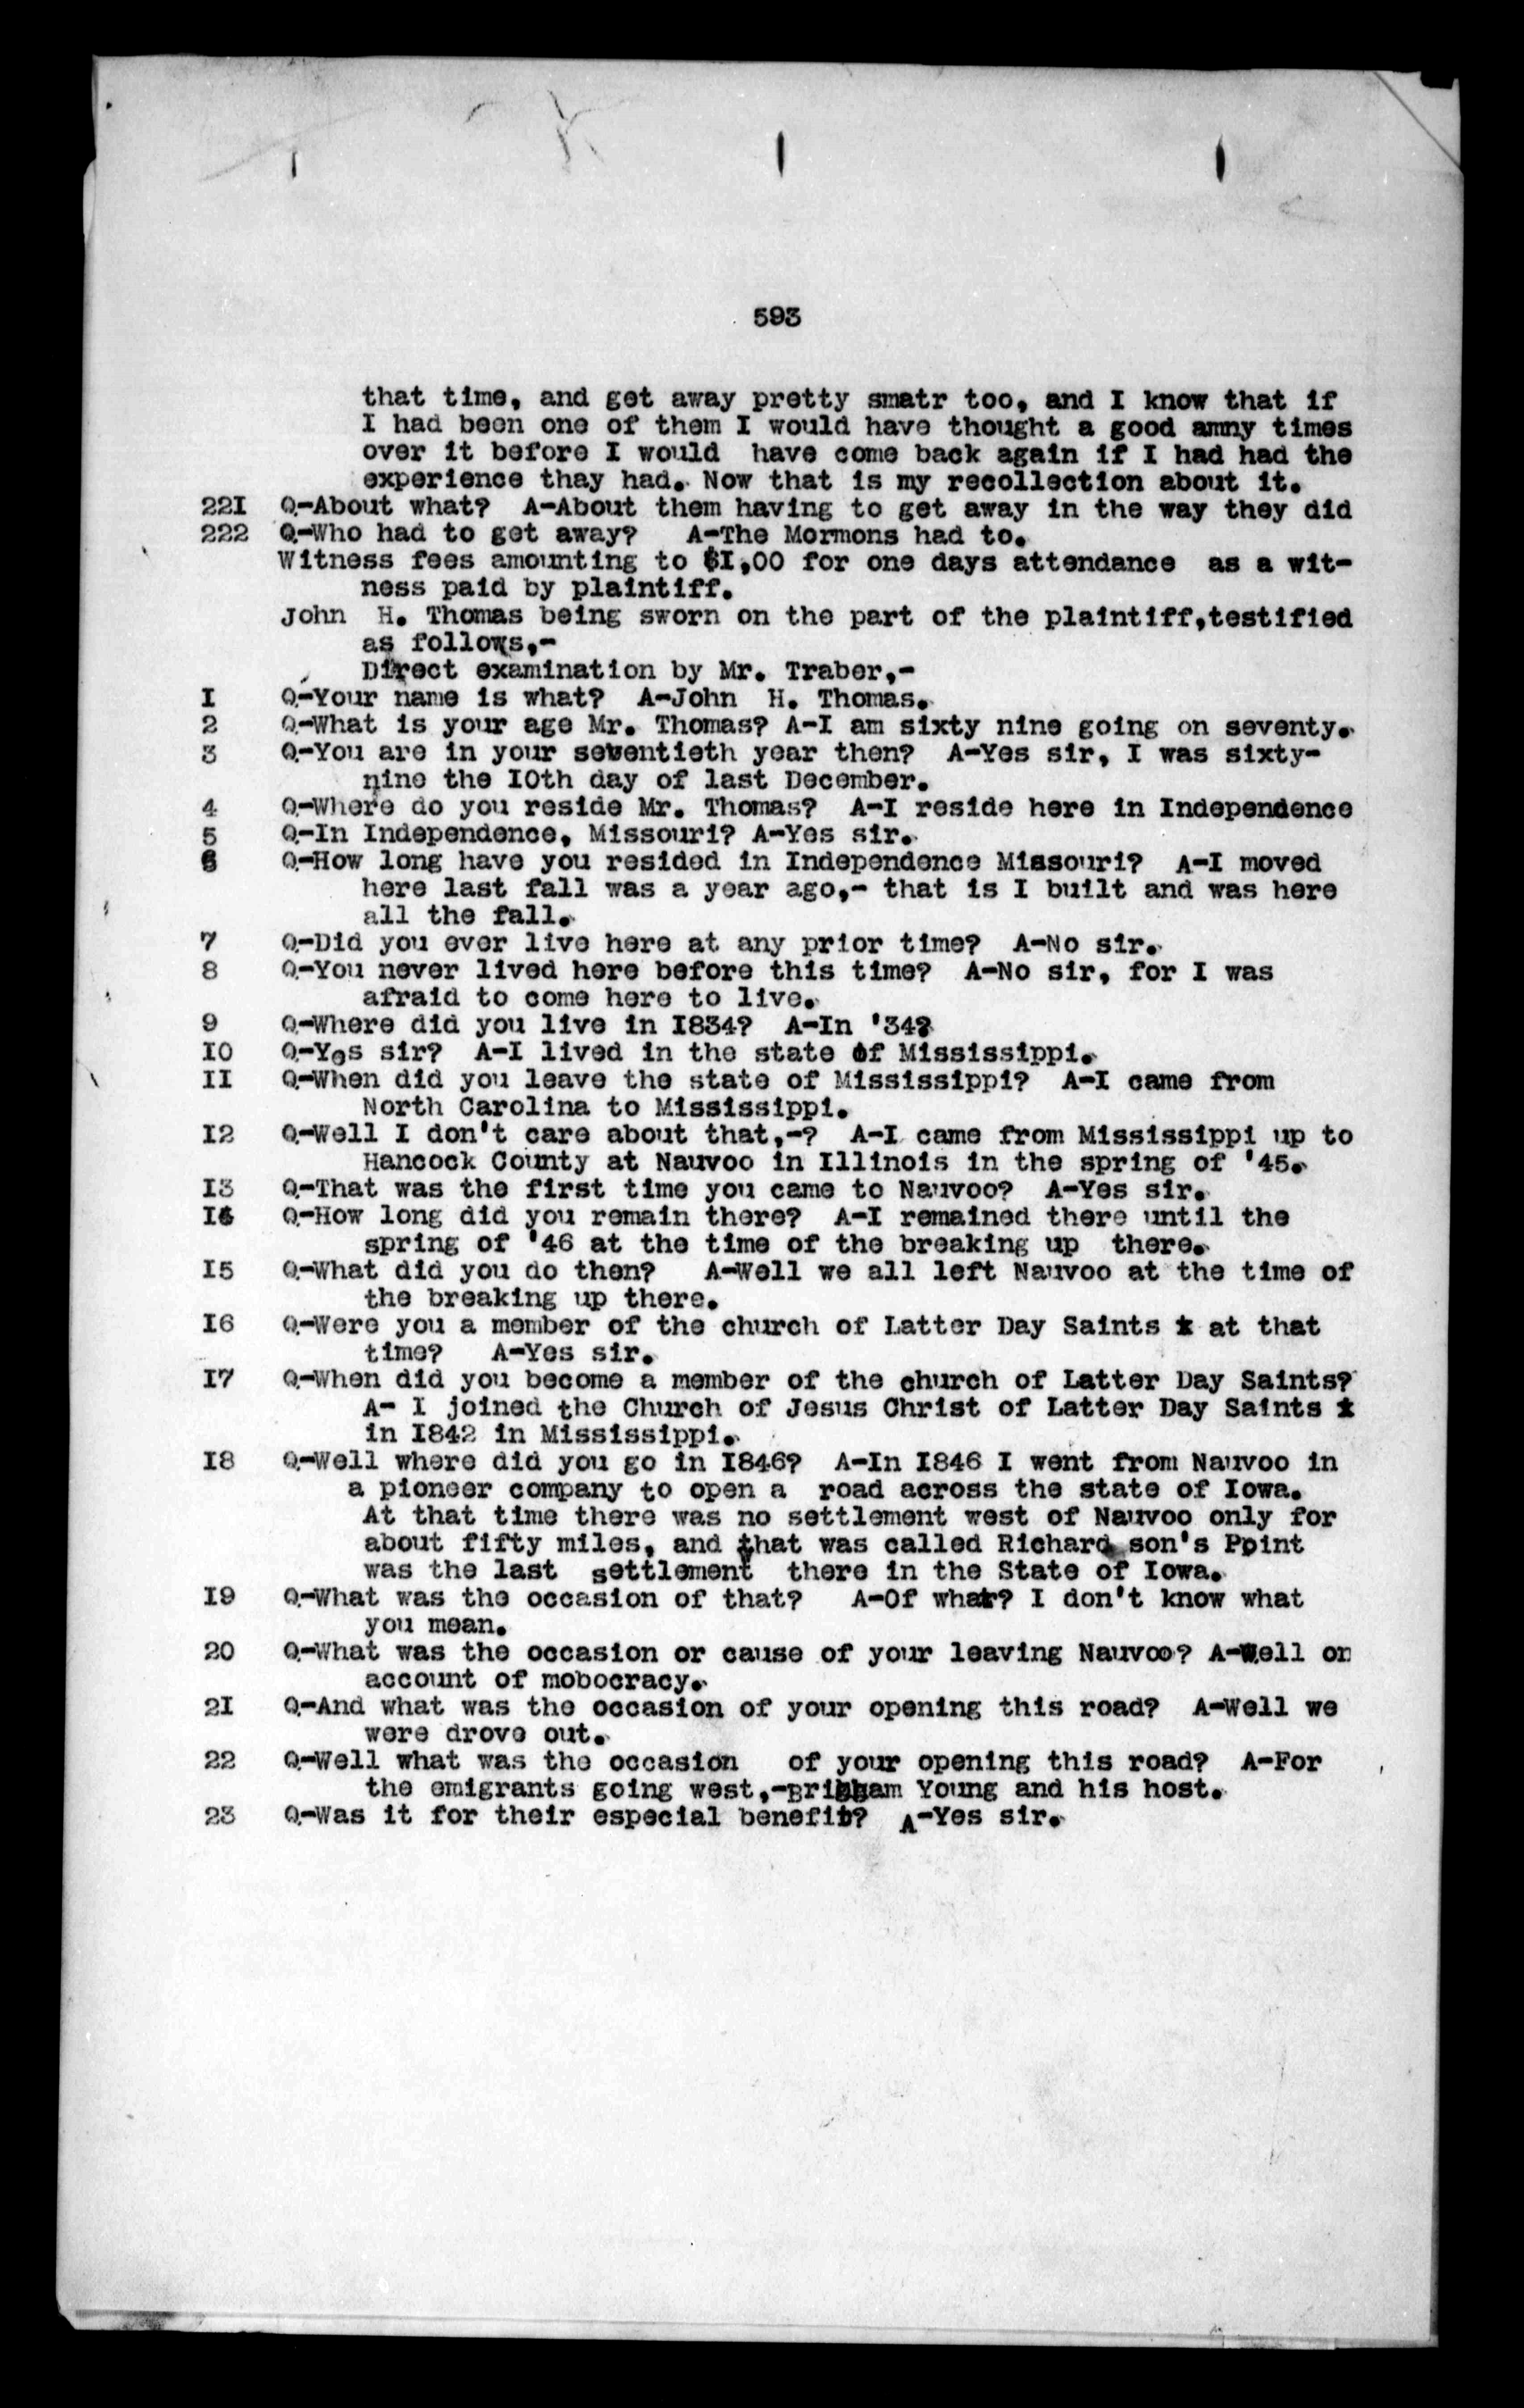 593
that time, and get away pretty smatr too, and I know that if
I had been one of them I would have thought a good amny times
over it before I would have come back again if I had had the
experience thay had. Now that is my recollection about it.
22I Q-About what? A-About them having to get away in the way they did
222 Q-Who had to get away? A-The Mormons had to.
Witness fees amounting to $I,00 for one days attendance as a wit-
ness paid by plaintiff.
John H. Thomas being sworn on the part of the plaintiff,testified
as follows,-
Direct examination by Mr. Traber,-
I Q-Your name is what? A-John H. Thomas.
2 Q-What is your age Mr. Thomas? A-I am sixty nine going on seventy.
3 Q-You are in your seventieth year then? A-Yes sir, I was sixty-
nine the IOth day of last December.
4 Q-Where do you reside Mr. Thomas? A-I reside here in Independence
5 Q-In Independence, Missouri? A-Yes sir.
6 Q-How long have you resided in Independence Missouri? A-I moved
here last fall was a year ago,- that is I built and was here
all the fall.
7 Q-Did you ever live here at any prior time? A-No sir.
8 Q-You never lived here before this time? A-No sir, for I was
afraid to come here to live.
9 Q-Where did you live in I834? A-In '34?
IO Q-Yes sir? A-I lived in the state of Mississippi.
II Q-When did you leave the state of Mississippi? A-I came from
North Carolina to Mississippi.
I2 Q-Well I don't care about that,-? A-I came from Mississippi up to
Hancock County at Nauvoo in Illinois in the spring of '45.
I3 Q-That was the first time you came to Nauvoo? A-Yes sir.
I4 Q-How long did you remain there? A-I remained there until the
spring of '46 at the time of the breaking up there.
I5 Q-What did you do then? A-Well we all left Nauvoo at the time of
the breaking up there.
I6 Q-Were you a member of the church of Latter Day Saints at that
time? A-Yes sir.
I7 Q-When did you become a member of the church of Latter Day Saints?
A- I joined the Church of Jesus Christ of Latter Day Saints
in I842 in Mississippi.
I8 Q-Well where did you go in I846? A-In I846 I went from Nauvoo in
a pioneer company to open a road across the state of Iowa.
At that time there was no settlement west of Nauvoo only for
about fifty miles, and that was called Richard son's Point
was the last settlement there in the State of Iowa.
I9 Q-What was the occasion of that? A-Of what? I don't know what
you mean.
20 Q-What was the occasion or cause of your leaving Nauvoo? A-Well on
account of mobocracy.
2I Q-And what was the occasion of your opening this road? A-Well we
were drove out.
22 Q-Well what was the occasion of your opening this road? A-For
the emigrants going west,-Brigham Young and his host.
23 Q-Was it for their especial benefit? A-Yes sir.